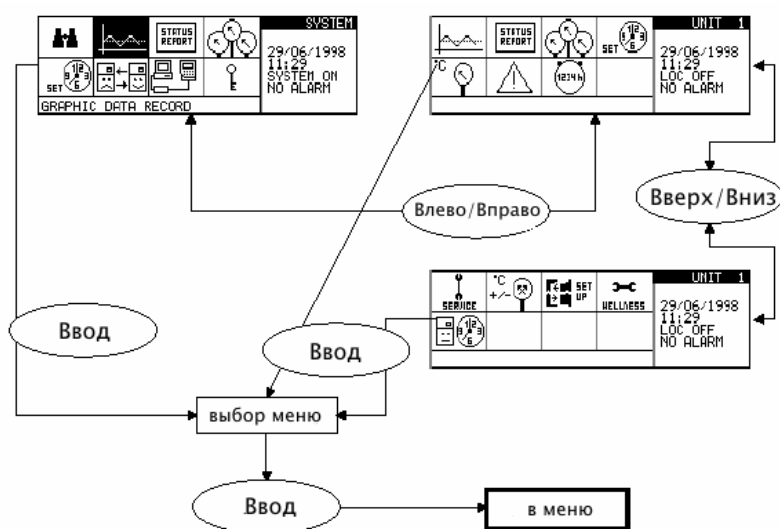 STATUS
REPORT
SET
GRAPHIC DATA RECORD
SYSTEM
29/06/1998
11:29
SYSTEM ON
NO ALARM
STATUS
REPORT
SET
°C
1234h
UNIT 1
29/06/1998
11:29
LOC OFF
NO ALARM
Влево/Вправо
Вверх/Вниз
SERVICE
°C
+/-
SET
UP
WELLNESS
UNIT 1
29/06/1998
11:29
LOC OFF
NO ALARM
Ввод
Ввод
выбор меню
Ввод
в меню